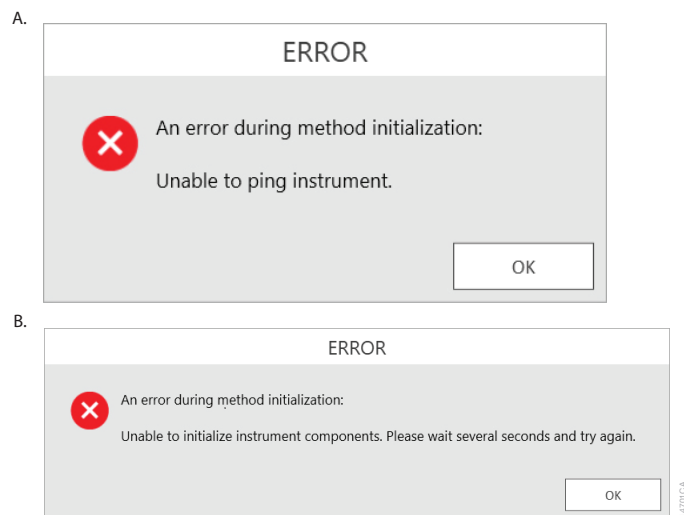 A.
ERROR
An error during method initialization:
Unable to ping instrument.
OK
B.
ERROR
An error during method initialization:
Unable to initialize instrument components. Please wait several seconds and try again.
OK